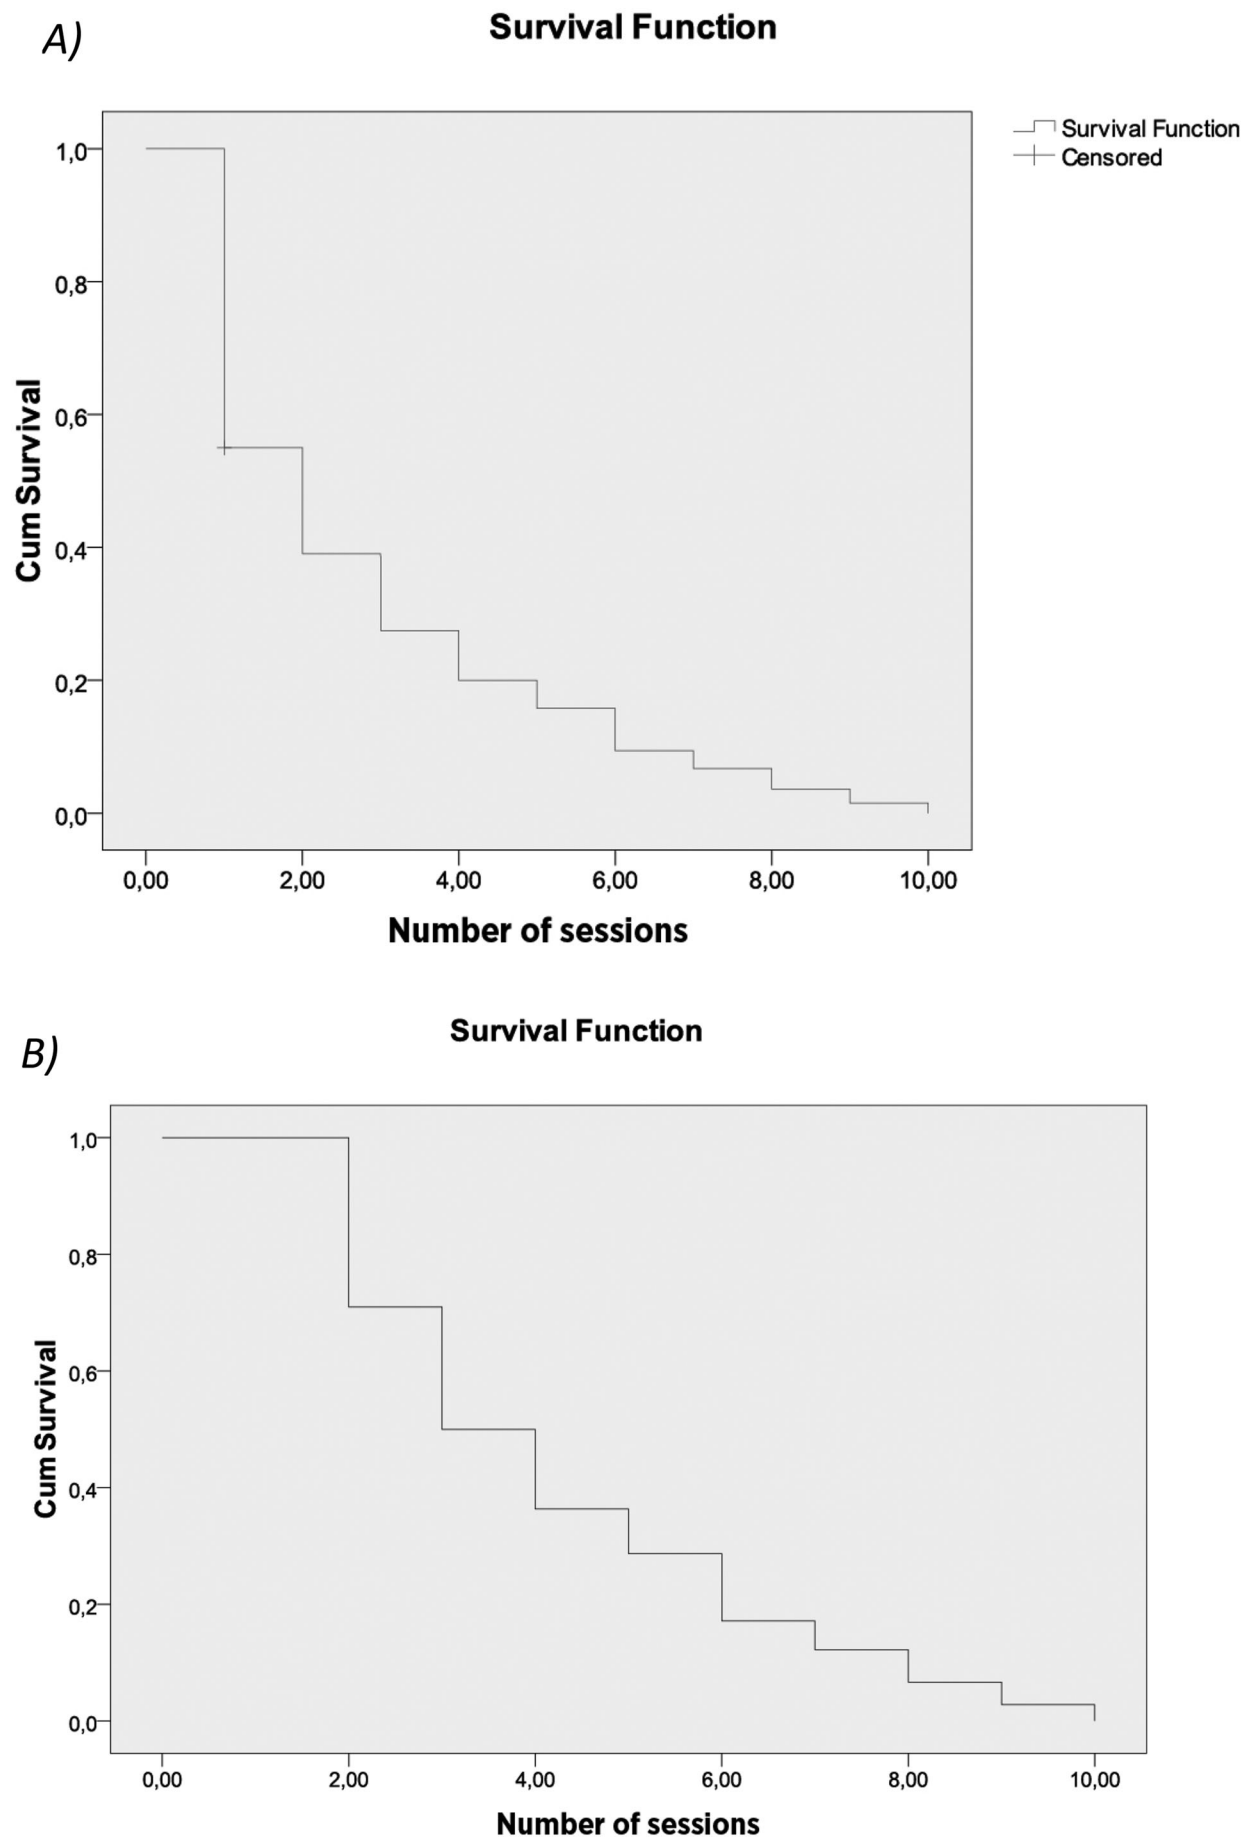 A)
Survival Function
Survival Function
Censored
1,0
0,8
0,6
0,4
0,2
0,0
Cum Survival
0,00 2,00 4,00 6,00 8,00 10,00
Number of sessions
B)
Survival Function
1,0
0,8
0,6
0,4
0,2
0,0
Cum Survival
0,00 2,00 4,00 6,00 8,00 10,00
Number of sessions